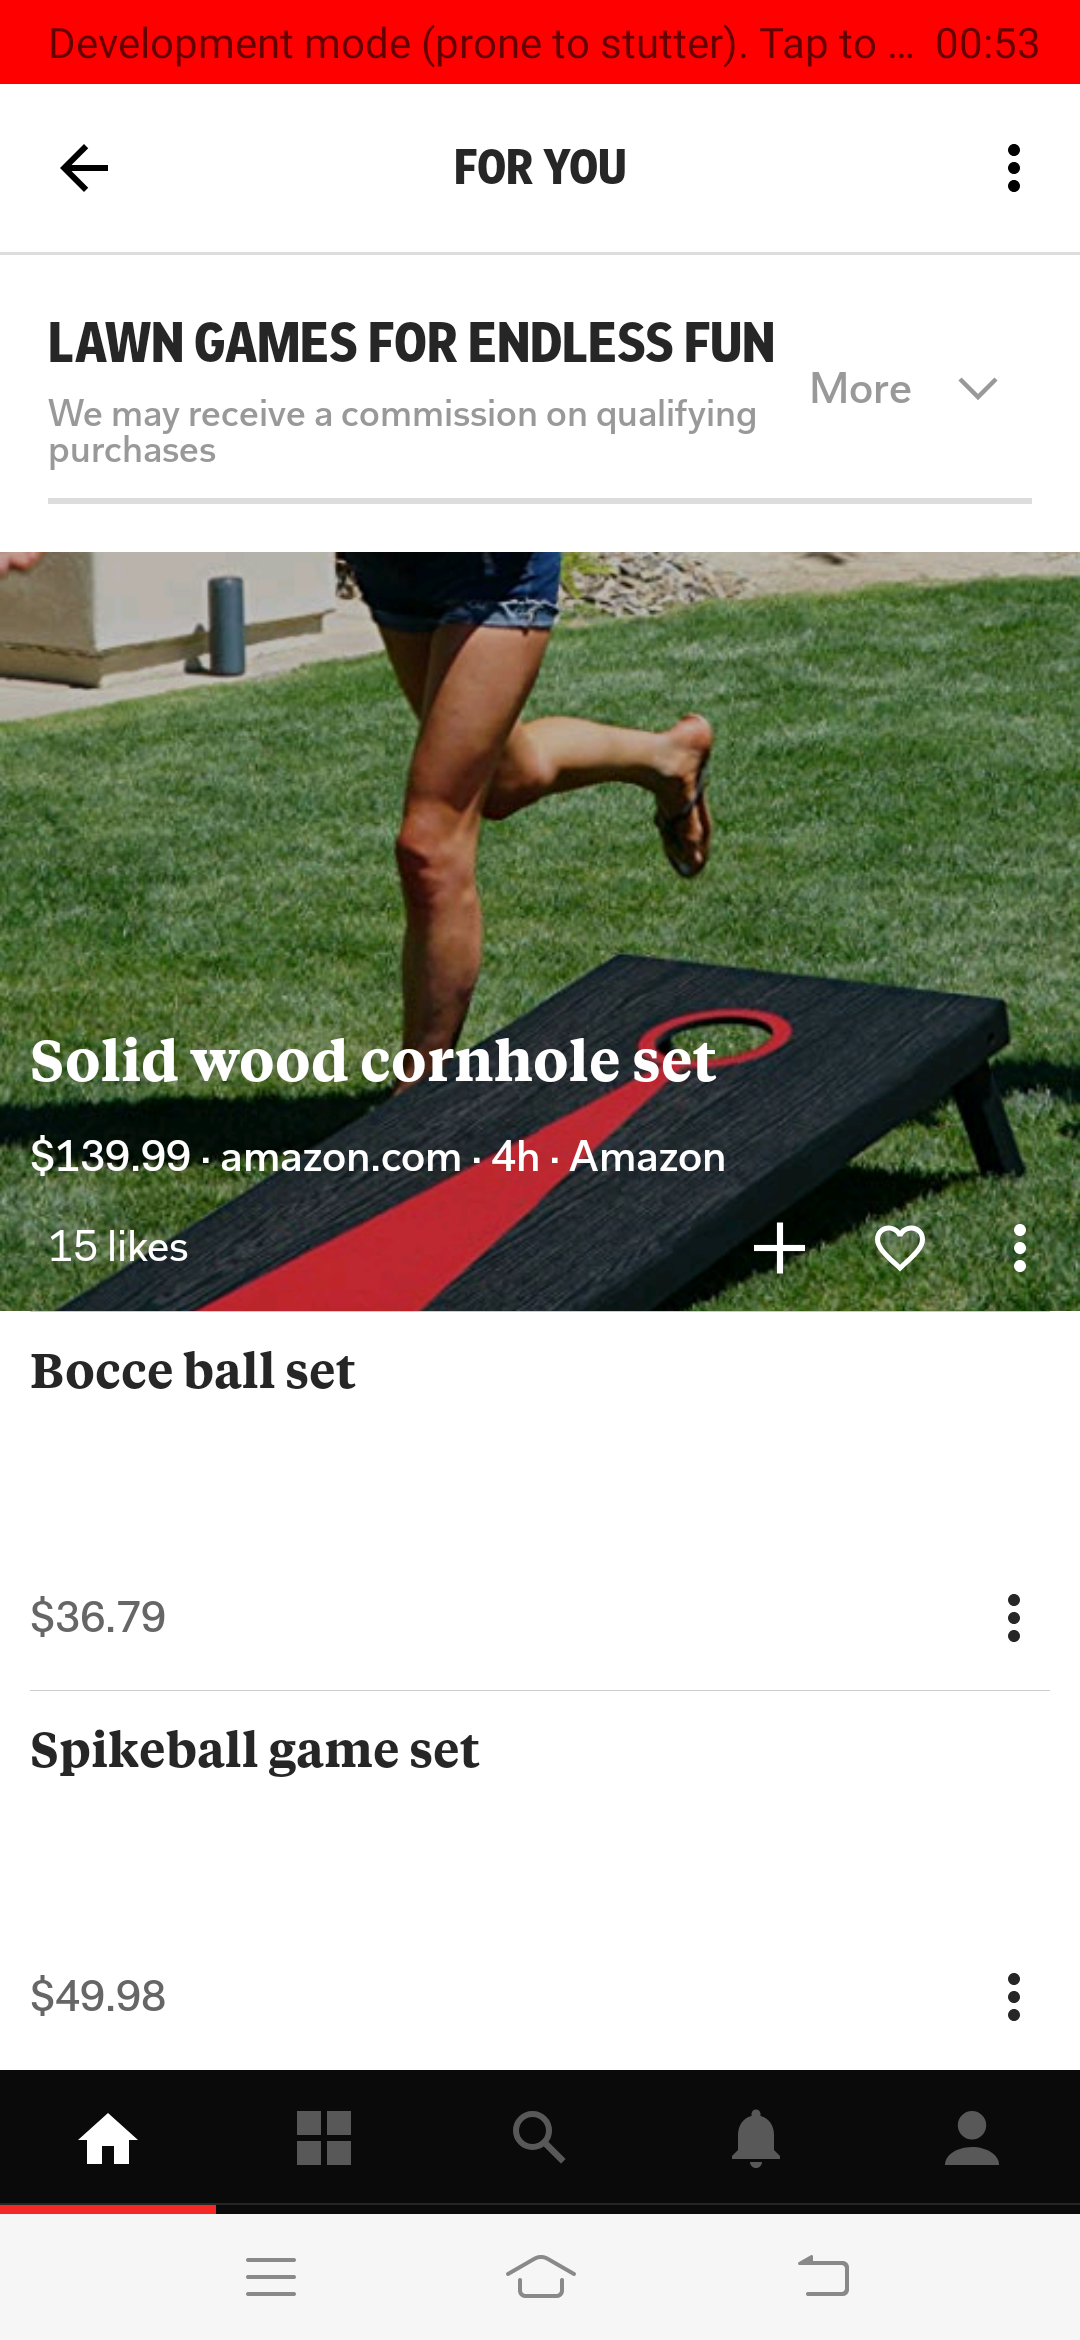 Development mode (prone to stutter). Tap to ... 00:53
FOR YOU
LAWN GAMES FOR ENDLESS FUN
We may receive a commission on qualifying
purchases
More
Solid wood cornhole set
$139.99 · amazon.com · 4h · Amazon
15 likes
Bocce ball set
$36.79
Spikeball game set
$49.98